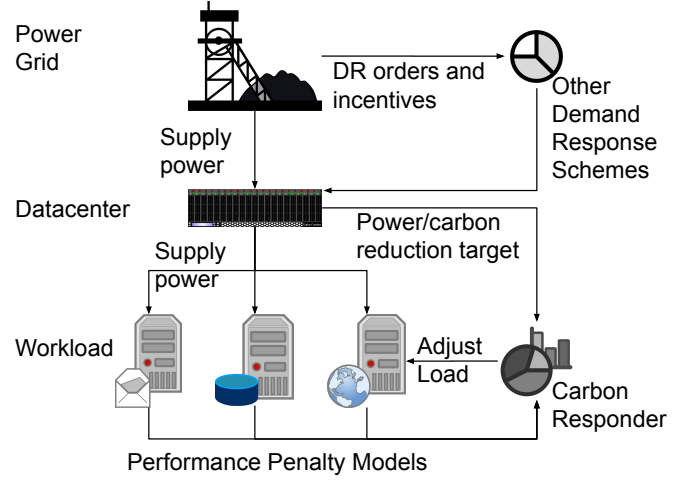 Power
Grid
DR orders and
incentives
Other
Demand
Response
Schemes
Supply
power
Datacenter
Power/carbon
reduction target
Supply
power
Workload
Adjust
Load
Carbon
Responder
Performance Penalty Models